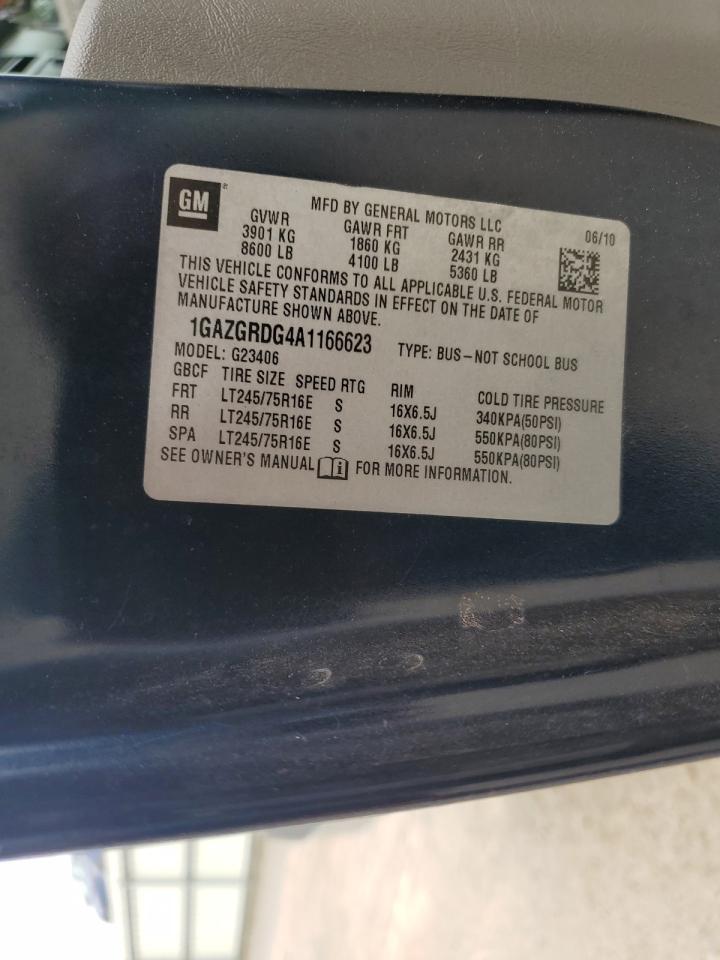 GM
MFD BY GENERAL MOTORS LLC 06/10
GVWR GAWR FRT GAWR RR
3901 KG 1860 KG 2431 KG
8600 LB 4100 LB 5360 LB
THIS VEHICLE CONFORMS TO ALL APPLICABLE U.S. FEDERAL MOTOR
VEHICLE SAFETY STANDARDS IN EFFECT ON THE DATE OF
MANUFACTURE SHOWN ABOVE.
1GAZGRDG4A1166623 TYPE: BUS-NOT SCHOOL BUS
MODEL: G23406
GBCF TIRE SIZE SPEED RTG RIM COLD TIRE PRESSURE
FRT LT245/75R16E S 16X6.5J 340KPA(50PSI)
RR LT245/75R16E S 16X6.5J 550KPA(80PSI)
SPA LT245/75R16E S 16X6.5J 550KPA(80PSI)
SEE OWNER'S MANUAL FOR MORE INFORMATION.